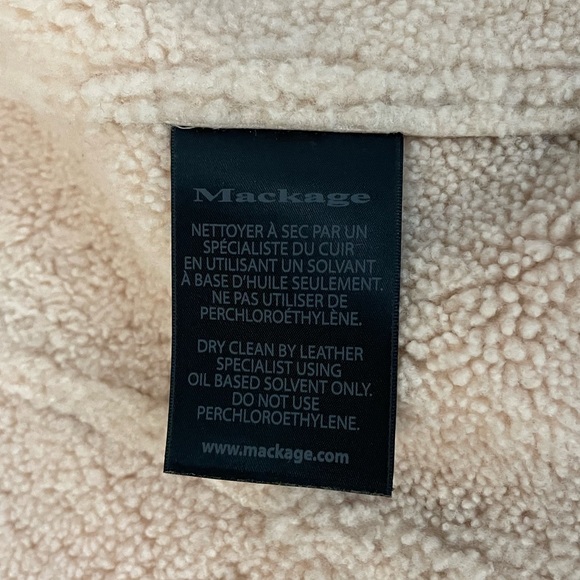 Mackage
NETTOYER À SEC PAR UN
SPÉCIALISTE DU CUIR
EN UTILISANT UN SOLVANT
À BASE D'HUILE SEULEMENT.
NE PAS UTILISER DE
PERCHLOROÉTHYLÈNE.
DRY CLEAN BY LEATHER
SPECIALIST USING
OIL BASED SOLVENT ONLY.
DO NOT USE
PERCHLOROETHYLENE.
www.mackage.com